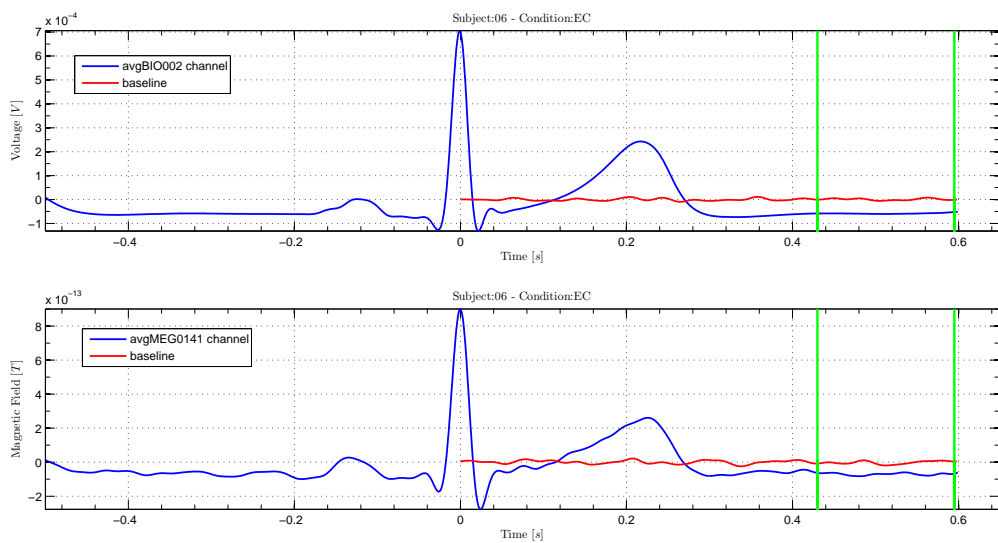 Subject:06 - Condition:EC
x 10⁻⁴
7
6
5
4
3
2
1
0
−1
Voltage [V]
avgBIO002 channel
baseline
−0.4
−0.2
0
0.2
0.4
0.6
Time [s]
Subject:06 - Condition:EC
x 10⁻¹³
8
6
4
2
0
−2
Magnetic Field [T]
avgMEG0141 channel
baseline
−0.4
−0.2
0
0.2
0.4
0.6
Time [s]